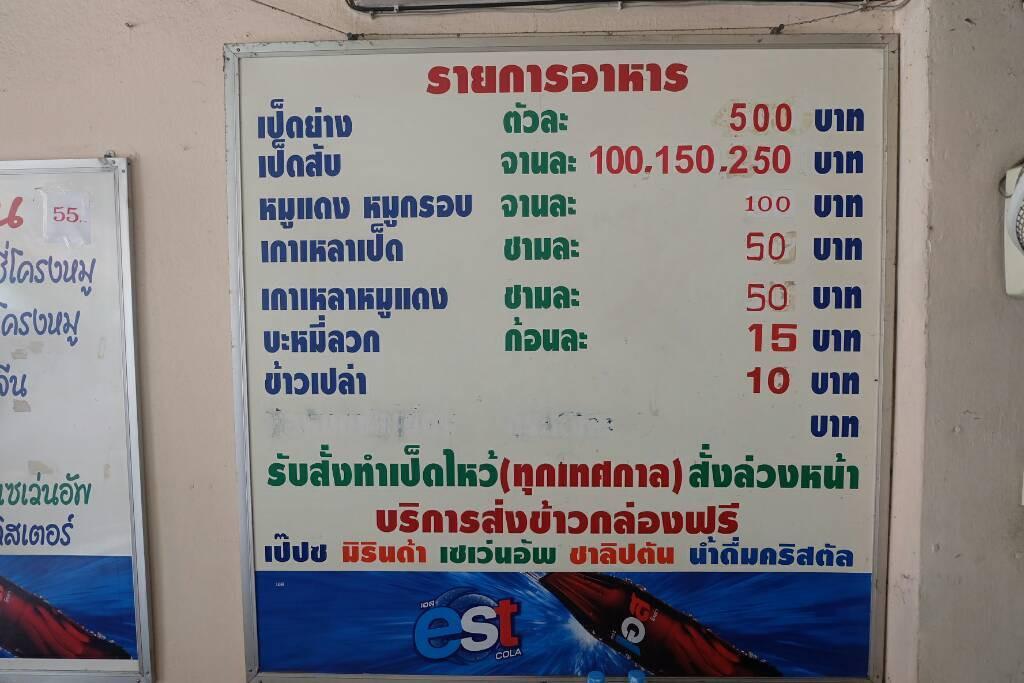 รายการอาหาร
เป็ดย่าง ตัวละ 500 บาท
เป็ดสับ จานละ 100.150.250 บาท
หมูแดง หมูกรอบ จานละ 100 บาท
เกาเหลาเป็ด ชามละ 50 บาท
เกาเหลาหมูแดง ชามละ 50 บาท
บะหมี่ลวก ก้อนละ 15 บาท
ข้าวเปล่า 10 บาท
บาท
รับสั่งทำเป็ดไหว้(ทุกเทศกาล)สั่งล่วงหน้า
บริการส่งข้าวกล่องฟรี
เป๊ปซี่ มิรินด้า เซเว่นอัพ ชาลิปตัน น้ำดื่มคริสตัล
เอส
est
COLA
เอส
55.-
ซี่โครงหมู
โครงหมู
จีน
เซเว่นอัพ